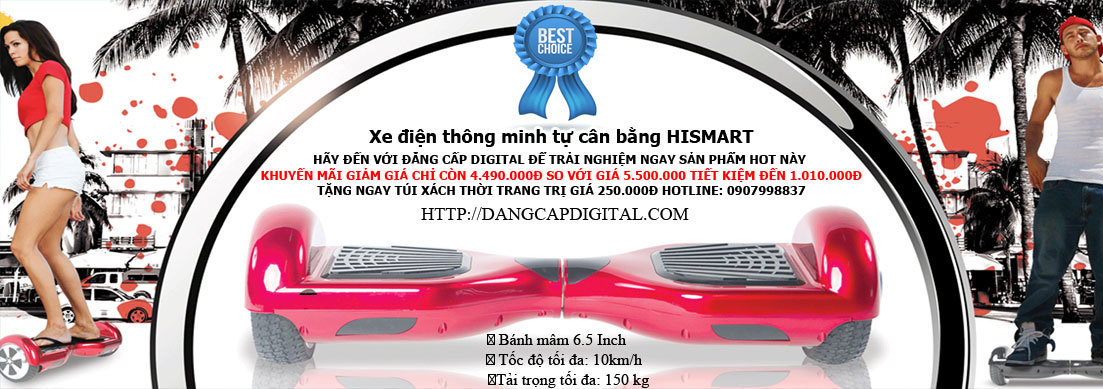 BEST
CHOICE
Xe điện thông minh tự cân bằng HISMART
HÃY ĐẾN VỚI ĐẲNG CẤP DIGITAL ĐỂ TRẢI NGHIỆM NGAY SẢN PHẨM HOT NÀY
KHUYẾN MÃI GIẢM GIÁ CHỈ CÒN 4.490.000Đ SO VỚI GIÁ 5.500.000 TIẾT KIỆM ĐẾN 1.010.000Đ
TẶNG NGAY TÚI XÁCH THỜI TRANG TRỊ GIÁ 250.000Đ HOTLINE: 0907998837
HTTP://DANGCAPDIGITAL.COM
Bánh mâm 6.5 Inch
Tốc độ tối đa: 10km/h
Tải trọng tối đa: 150 kg